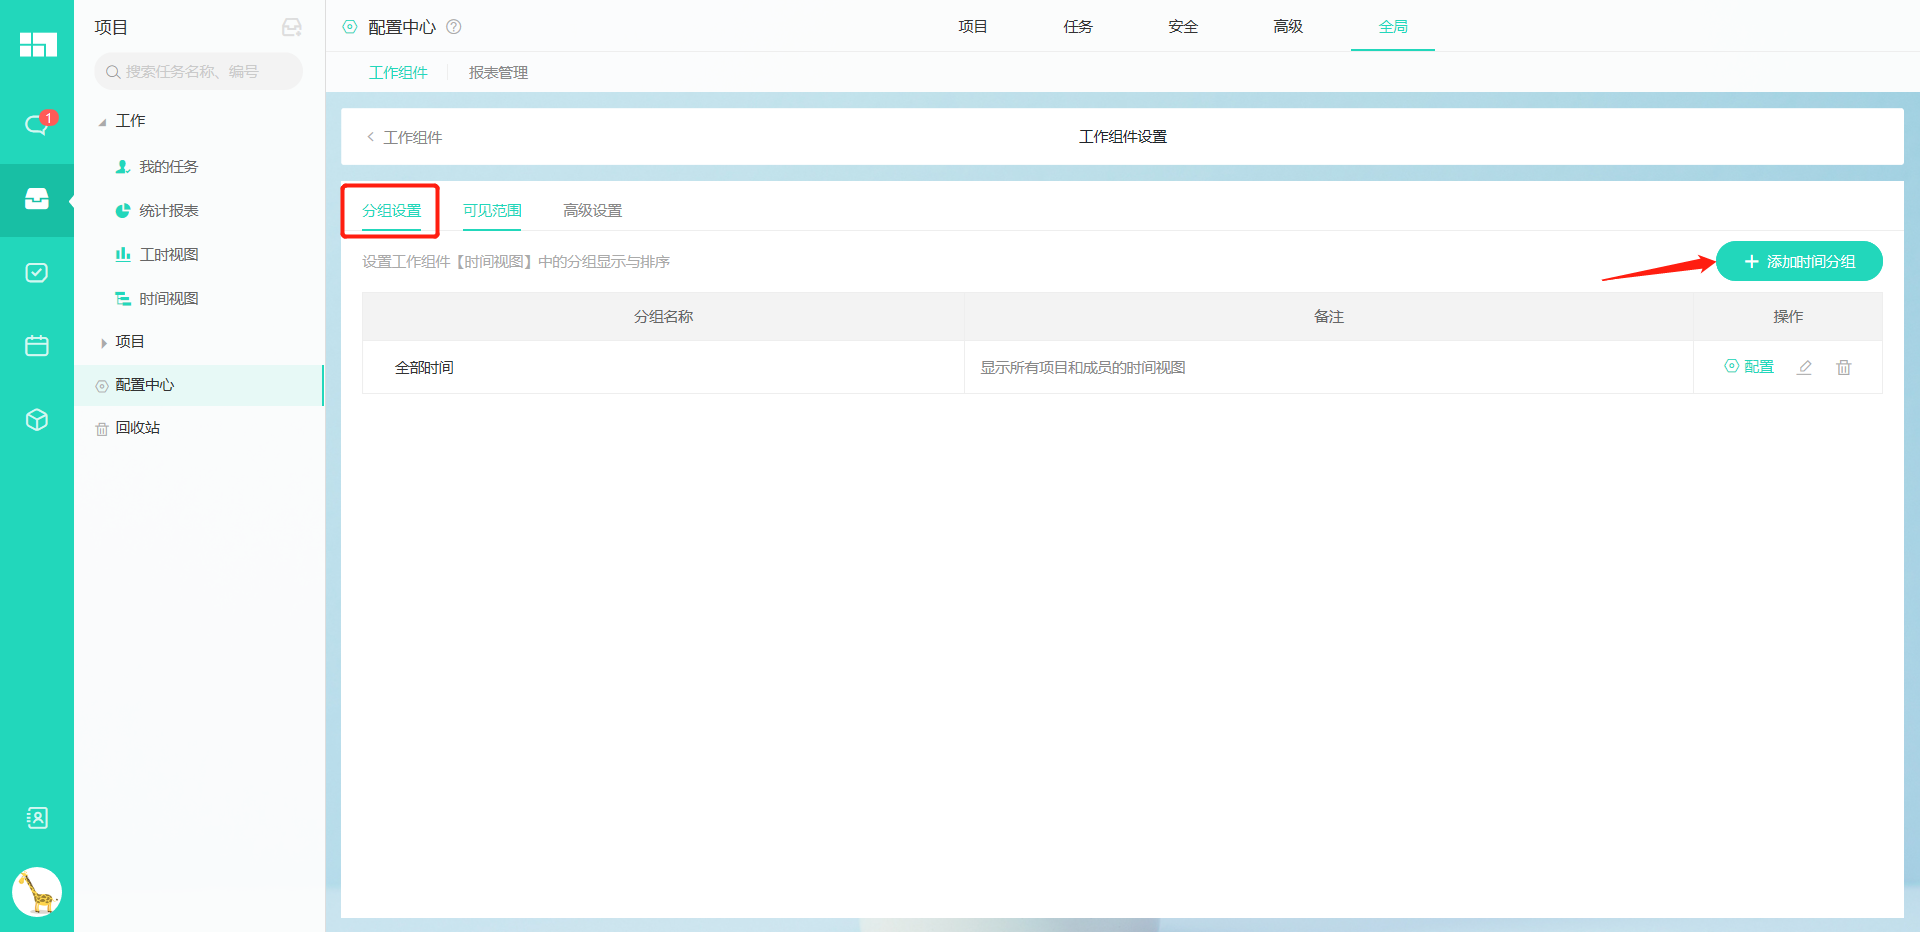 项目
搜索任务名称、编号
工作
我的任务
统计报表
工时视图
时间视图
项目
配置中心
回收站
1
配置中心
项目
任务
安全
高级
全局
工作组件
报表管理
工作组件
工作组件设置
分组设置
可见范围
高级设置
设置工作组件【时间视图】中的分组显示与排序
添加时间分组
分组名称
备注
操作
全部时间
显示所有项目和成员的时间视图
配置